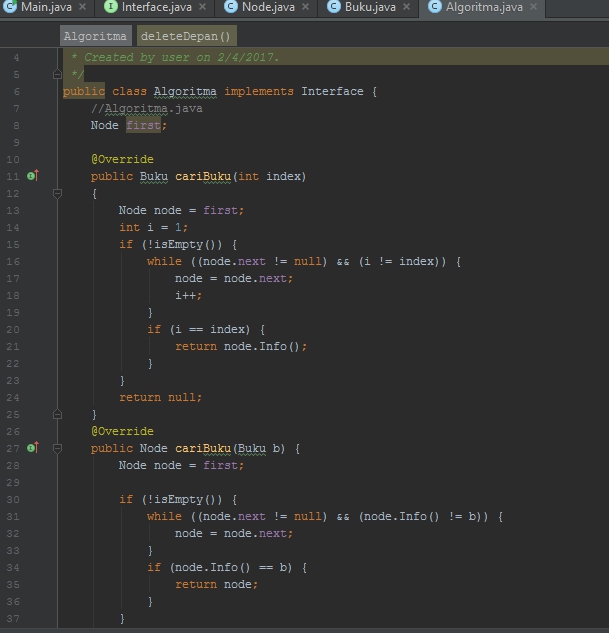 Main.java × Interface.java × Node.java × Buku.java × Algoritma.java ×
Algoritma deleteDepan()
4 * Created by user on 2/4/2017.
5 */
6 public class Algoritma implements Interface {
7 //Algoritma.java
8 Node first;
9
10 @Override
11 public Buku cariBuku(int index)
12 {
13 Node node = first;
14 int i = 1;
15 if (!isEmpty()) {
16 while ((node.next != null) && (i != index)) {
17 node = node.next;
18 i++;
19 }
20 if (i == index) {
21 return node.Info();
22 }
23 }
24 return null;
25 }
26 @Override
27 public Node cariBuku(Buku b) {
28 Node node = first;
29
30 if (!isEmpty()) {
31 while ((node.next != null) && (node.Info() != b)) {
32 node = node.next;
33 }
34 if (node.Info() == b) {
35 return node;
36 }
37 }